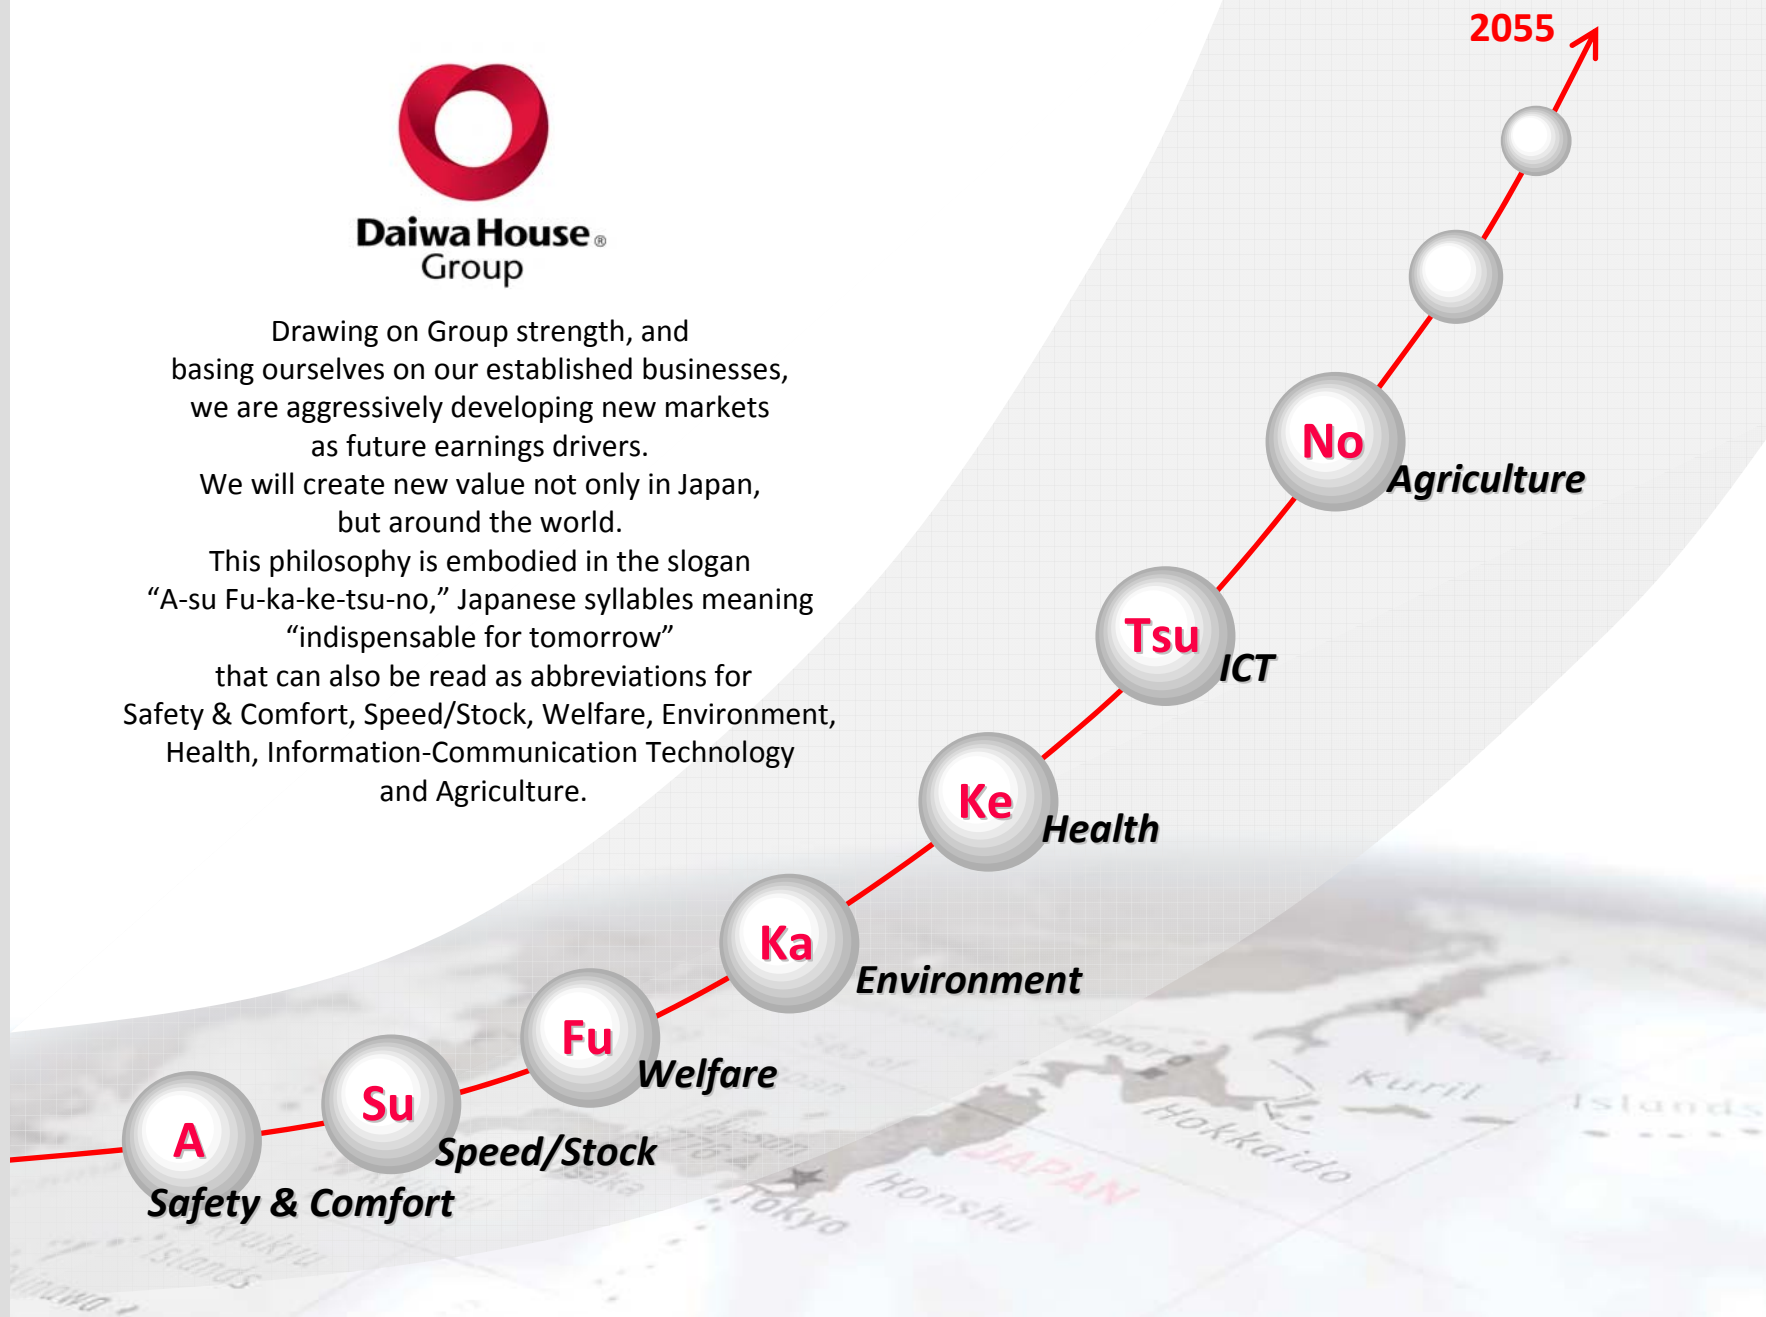 2055
Daiwa House®
Group
Drawing on Group strength, and
basing ourselves on our established businesses,
we are aggressively developing new markets
as future earnings drivers.
We will create new value not only in Japan,
but around the world.
This philosophy is embodied in the slogan
“A-su Fu-ka-ke-tsu-no,” Japanese syllables meaning
“indispensable for tomorrow”
that can also be read as abbreviations for
Safety & Comfort, Speed/Stock, Welfare, Environment,
Health, Information-Communication Technology
and Agriculture.
No
Agriculture
Tsu
ICT
Ke
Health
Ka
Environment
Fu
Welfare
Su
Speed/Stock
A
Safety & Comfort
Sea of
Sapporo
Kuril
Islands
Hokkaido
JAPAN
Honshu
Tokyo
Ryukyu
Islands